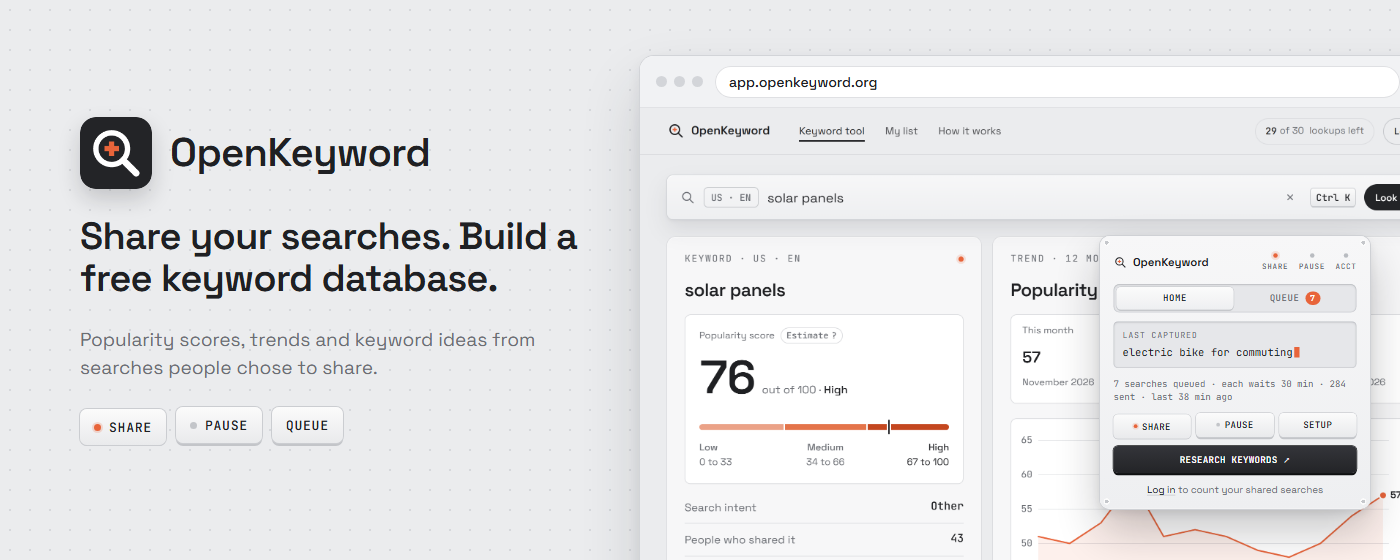 OpenKeyword
Share your searches. Build a
free keyword database.
Popularity scores, trends and keyword ideas from
searches people chose to share.
SHARE
PAUSE
QUEUE
app.openkeyword.org
OpenKeyword
Keyword tool
My list
How it works
29 of 30 lookups left
US · EN
solar panels
×
Ctrl K
Look
KEYWORD · US · EN
solar panels
Popularity score
Estimate ?
76 out of 100 · High
Low
Medium
High
0 to 33
34 to 66
67 to 100
Search intent
Other
People who shared it
43
TREND · 12 MO
Popularity
This month
57
November 2026
65
60
55
50
57
OpenKeyword
SHARE
PAUSE
ACCT
HOME
QUEUE 7
LAST CAPTURED
electric bike for commuting
7 searches queued · each waits 30 min · 284
sent · last 38 min ago
SHARE
PAUSE
SETUP
RESEARCH KEYWORDS ↗
Log in to count your shared searches